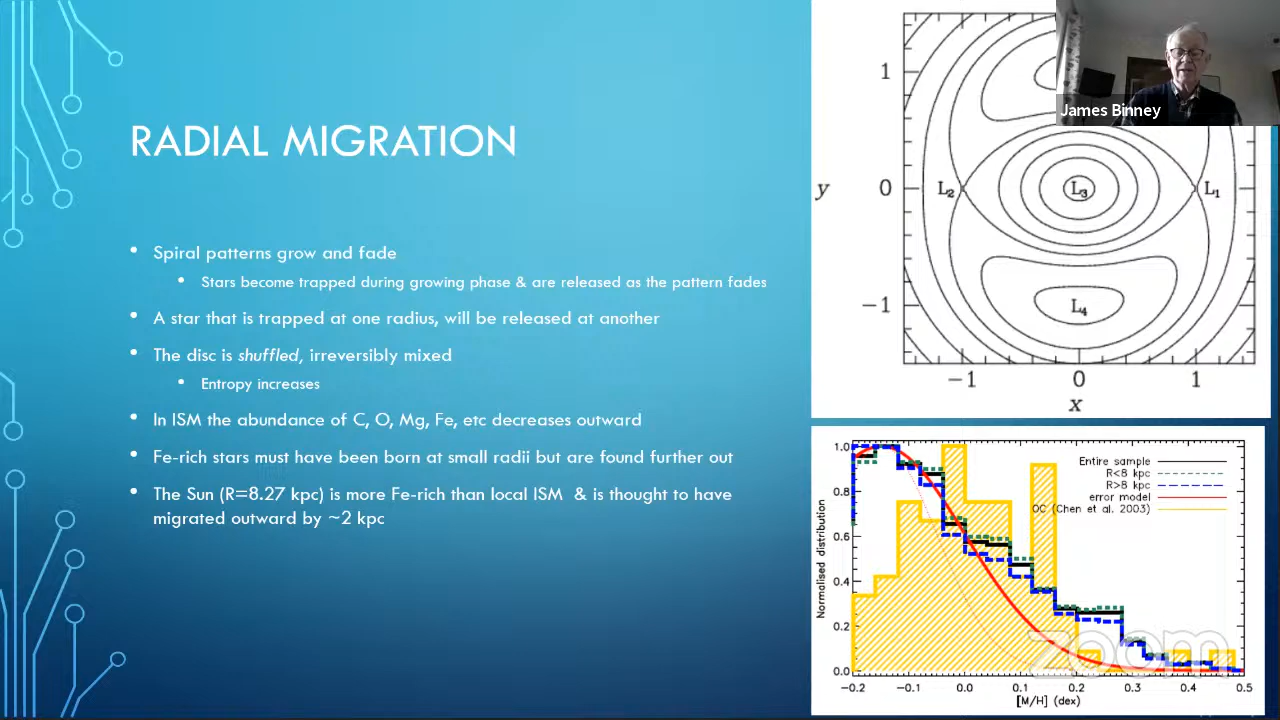 RADIAL MIGRATION
• Spiral patterns grow and fade
• Stars become trapped during growing phase & are released as the pattern fades
• A star that is trapped at one radius, will be released at another
• The disc is shuffled, irreversibly mixed
• Entropy increases
• In ISM the abundance of C, O, Mg, Fe, etc decreases outward
• Fe-rich stars must have been born at small radii but are found further out
• The Sun (R=8.27 kpc) is more Fe-rich than local ISM & is thought to have
migrated outward by ~2 kpc
James Binney
1
y
0
L₂
L₃
L₁
L₄
−1
−1 0 1
x
Normalised distribution
1.0
0.8
0.6
0.4
0.2
0.0
Entire sample
R<8 kpc
R>8 kpc
error model
OC (Chen et al. 2003)
−0.2 −0.1 0.0 0.1 0.2 0.3 0.4 0.5
[M/H] (dex)
zoom